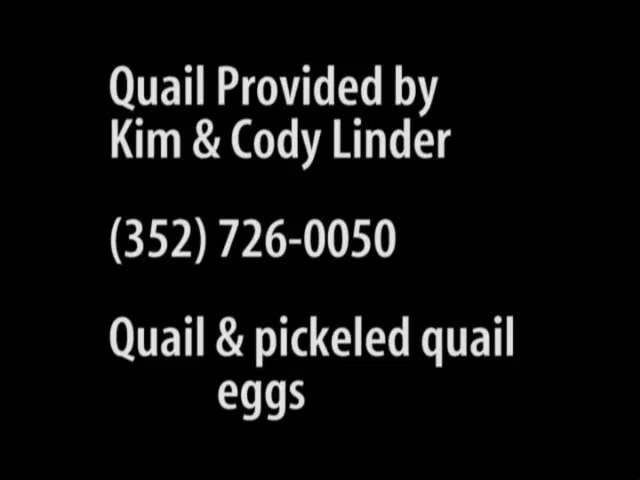 Quail Provided by
Kim & Cody Linder
(352) 726-0050
Quail & pickeled quail
eggs